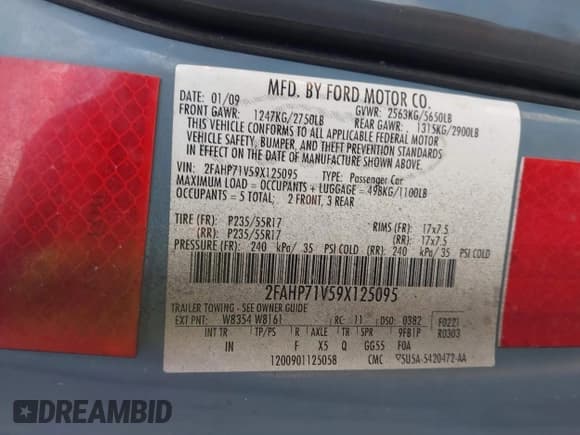 MFD. BY FORD MOTOR CO.
DATE: 01/09 GVWR: 2563KG/5650LB
FRONT GAWR: 1247KG/2750LB REAR GAWR: 1315KG/2900LB
THIS VEHICLE CONFORMS TO ALL APPLICABLE FEDERAL MOTOR
VEHICLE SAFETY, BUMPER, AND THEFT PREVENTION STANDARDS
IN EFFECT ON THE DATE OF MANUFACTURE SHOWN ABOVE.
VIN: 2FAHP71V59X125095 TYPE: Passenger Car
MAXIMUM LOAD = OCCUPANTS + LUGGAGE = 498KG/1100LB
OCCUPANTS = 5 TOTAL; 2 FRONT, 3 REAR
TIRE (FR): P235/55R17 RIMS (FR): 17x7.5
(RR): P235/55R17 (RR): 17x7.5
PRESSURE (FR): 240 kPa/ 35 PSI COLD (RR): 240 kPa/ 35 PSI COLD
2FAHP71V59X125095
TRAILER TOWING - SEE OWNER GUIDE
EXT PNT: W8354 W8161 RC: 11 DSO: 0382 F0221
WB INT TR TP/PS R AXLE TR SPR 9F81P R0303
IN F X5 Q GG55 F0A
1200901125058 CMC 5U5A-5420472-AA
DREAMBID